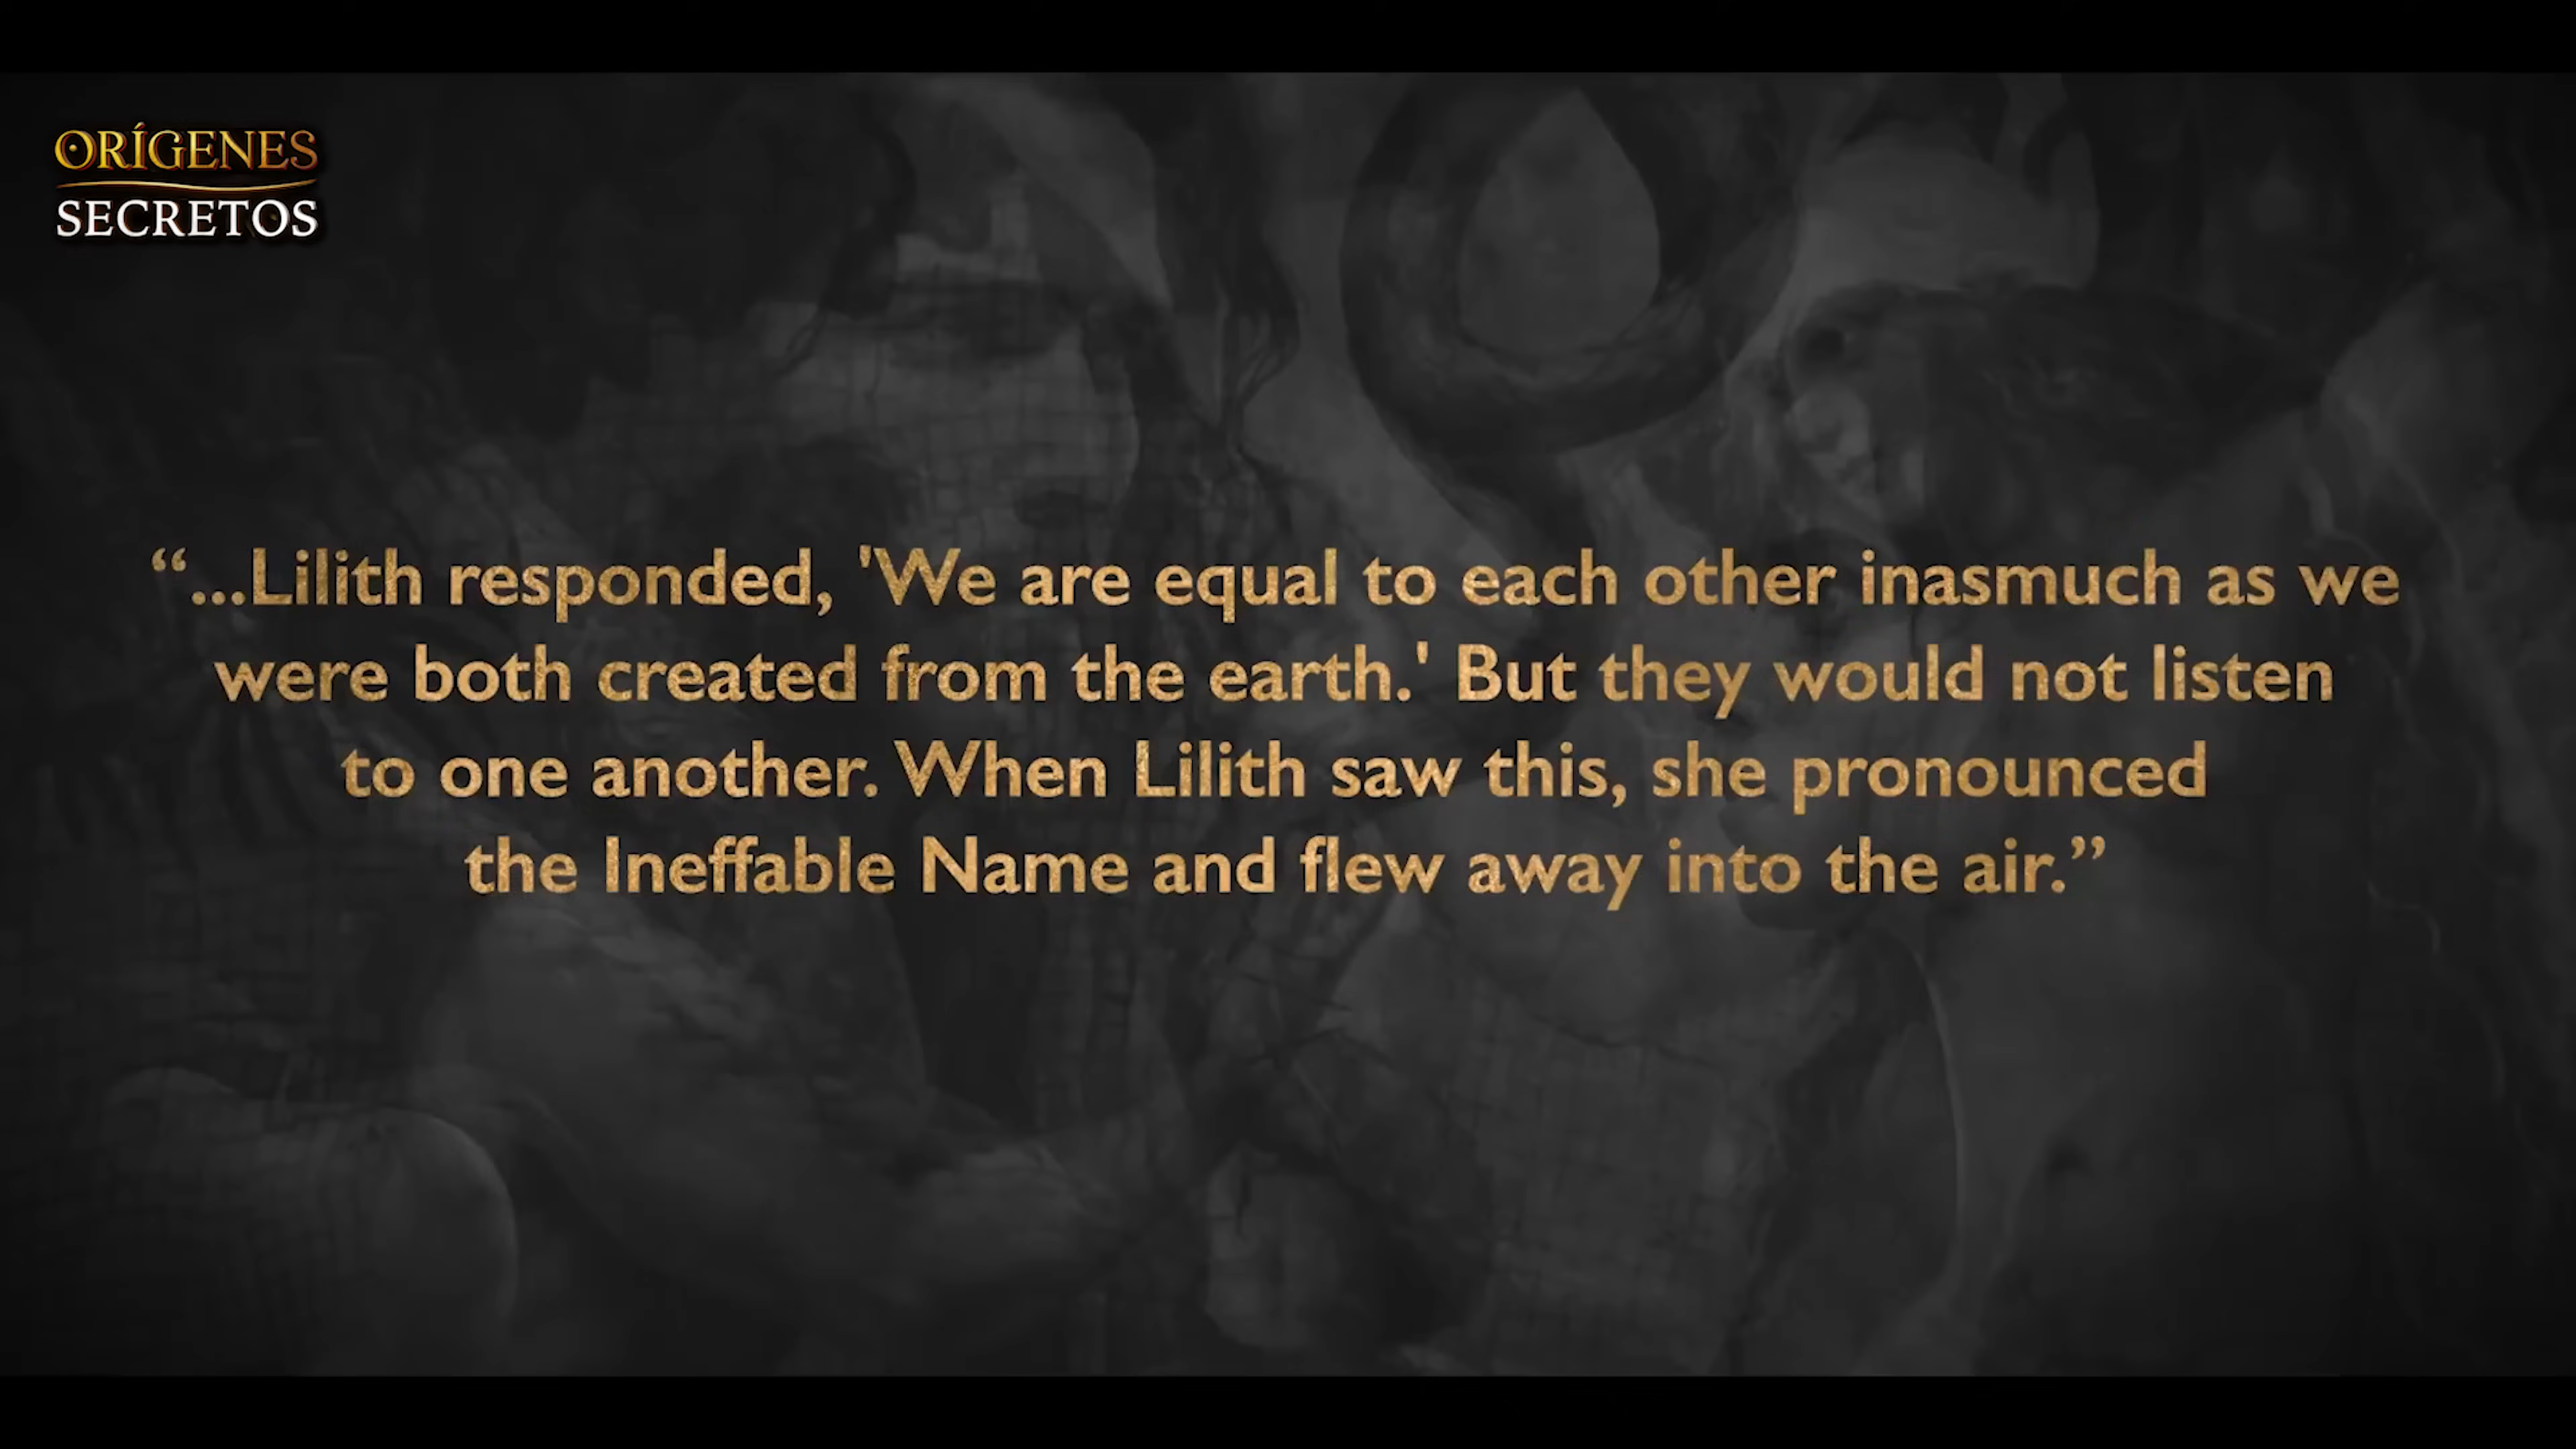 ORÍGENES
SECRETOS
“...Lilith responded, 'We are equal to each other inasmuch as we
were both created from the earth.' But they would not listen
to one another. When Lilith saw this, she pronounced
the Ineffable Name and flew away into the air.”